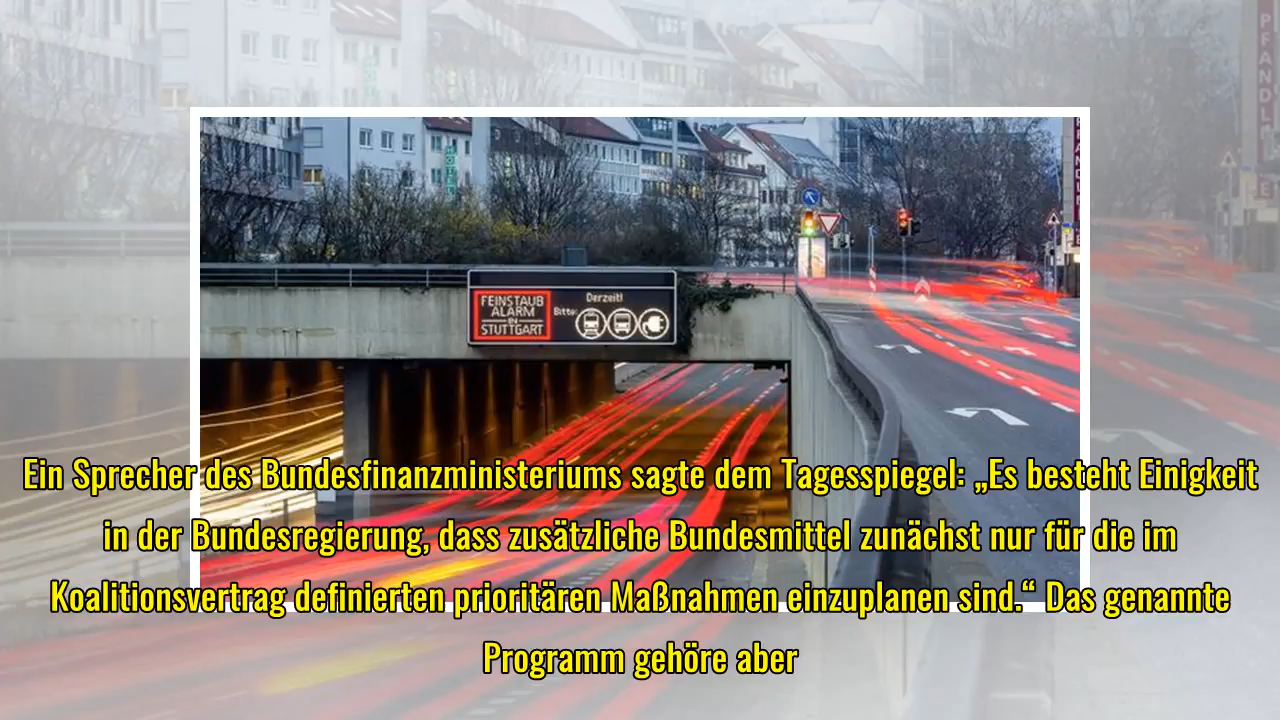 PFANDL
HOTEL
FEINSTAUB
ALARM
IN
STUTTGART
Derzeit!
Bitte:
Ein Sprecher des Bundesfinanzministeriums sagte dem Tagesspiegel: „Es besteht Einigkeit
in der Bundesregierung, dass zusätzliche Bundesmittel zunächst nur für die im
Koalitionsvertrag definierten prioritären Maßnahmen einzuplanen sind.“ Das genannte
Programm gehöre aber